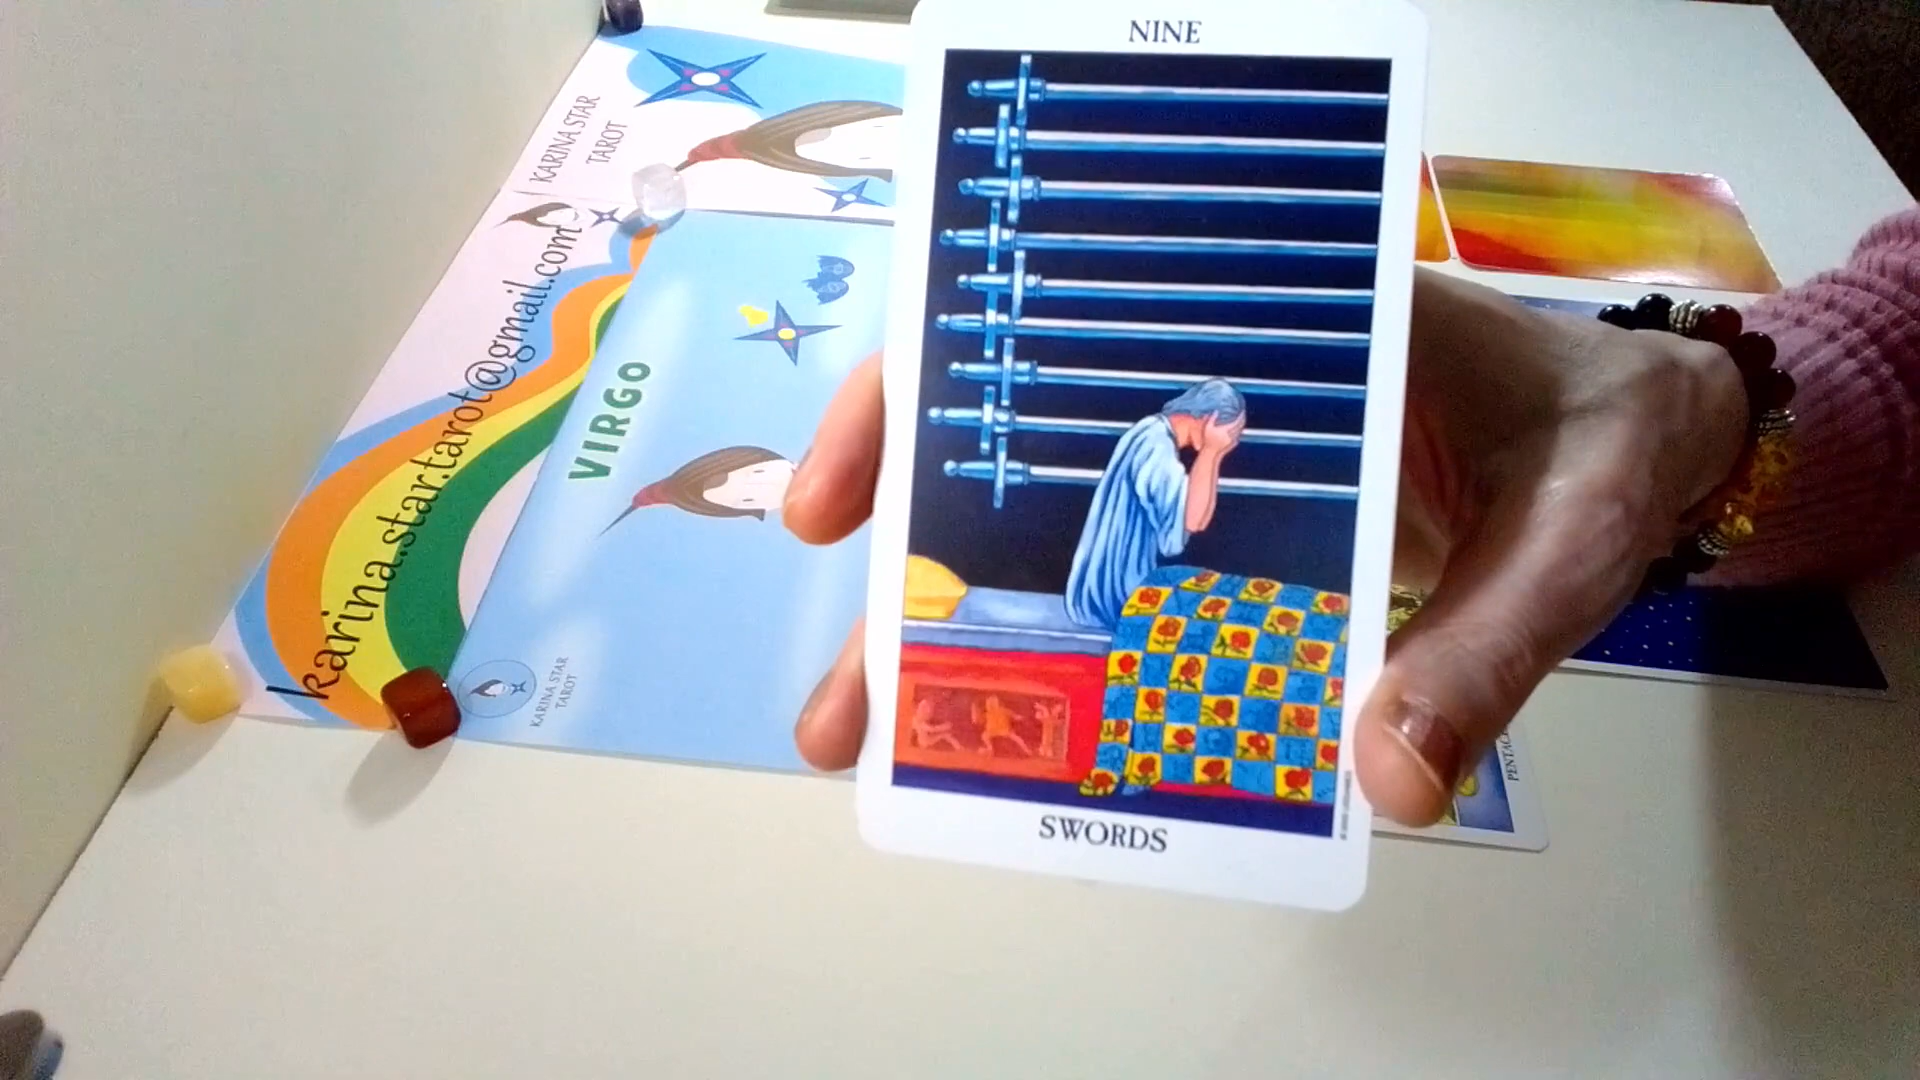 NINE
SWORDS
KARINA STAR
TAROT
karina.star.tarot@gmail.com
VIRGO
KARINA STAR
TAROT